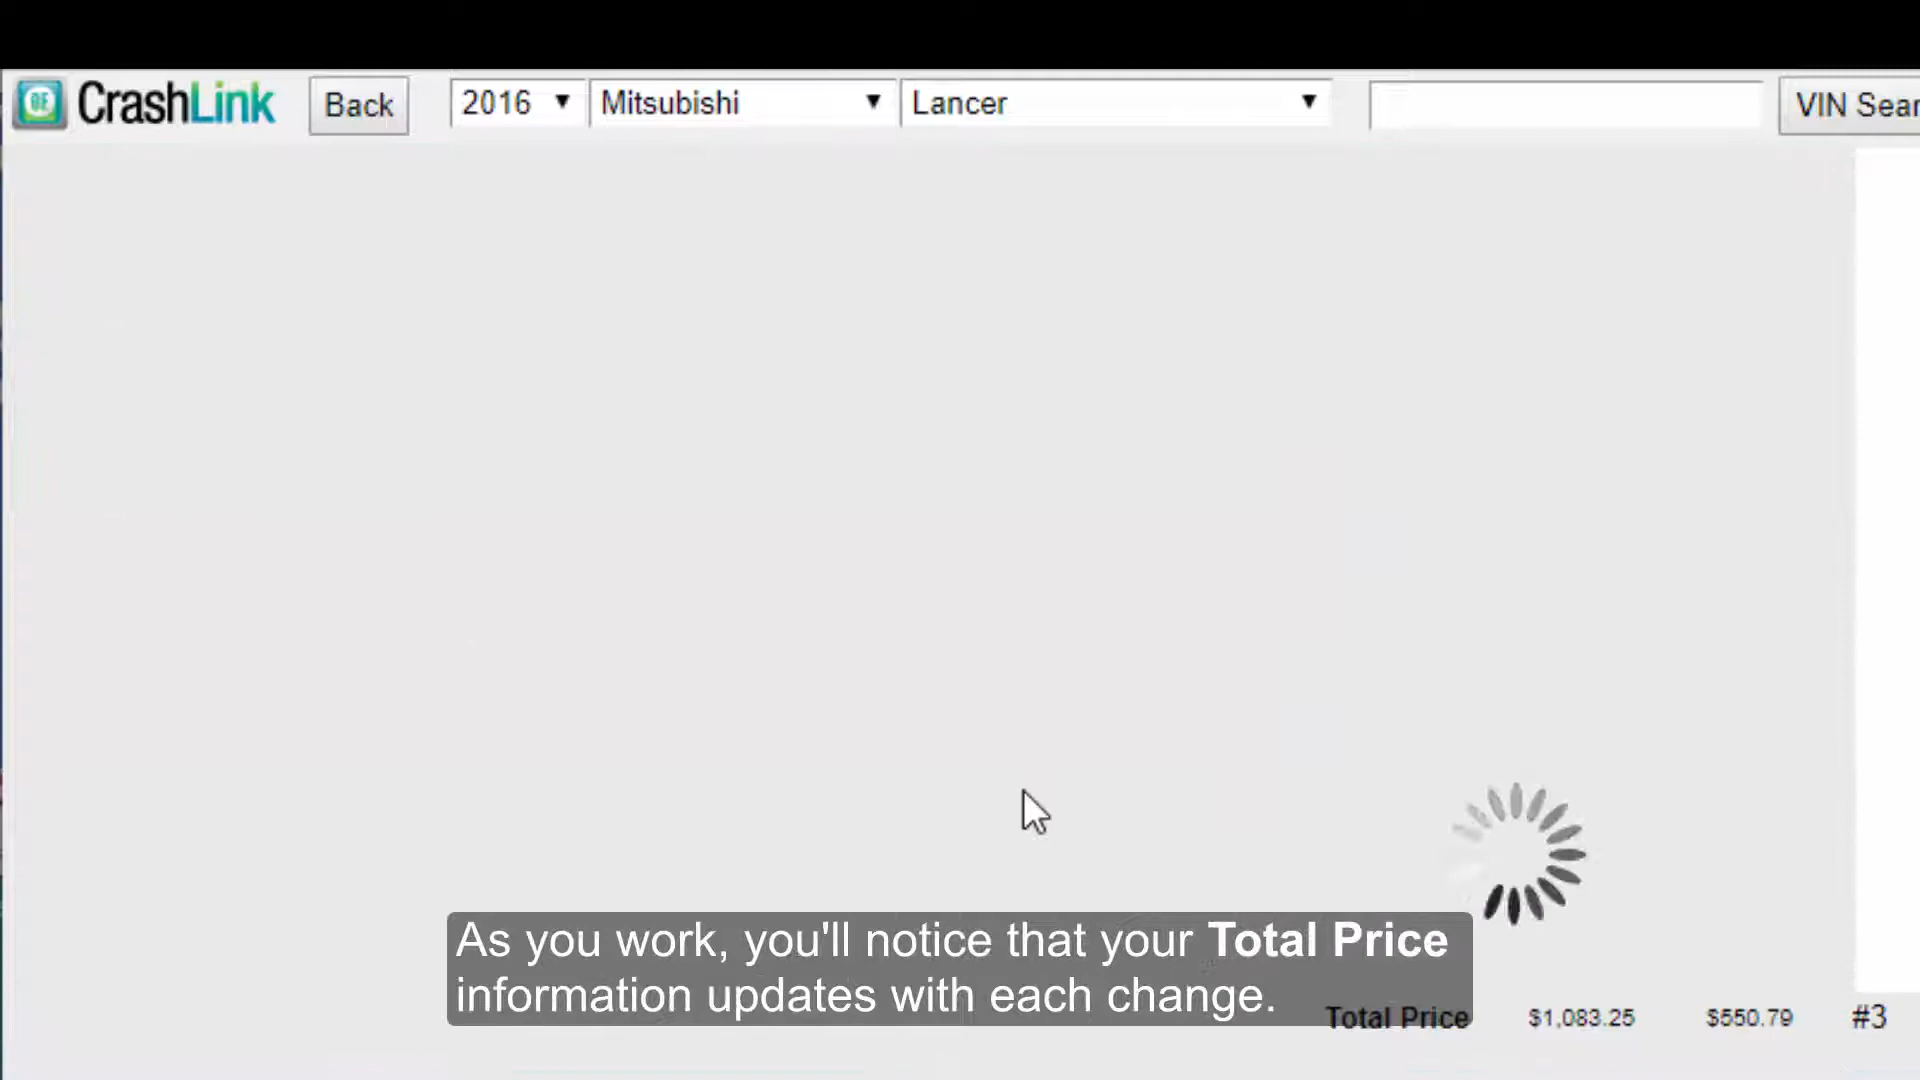 CrashLink Back 2016 Mitsubishi Lancer VIN Sear
As you work, you'll notice that your Total Price
information updates with each change.
Total Price $1,083.25 $550.79 #3